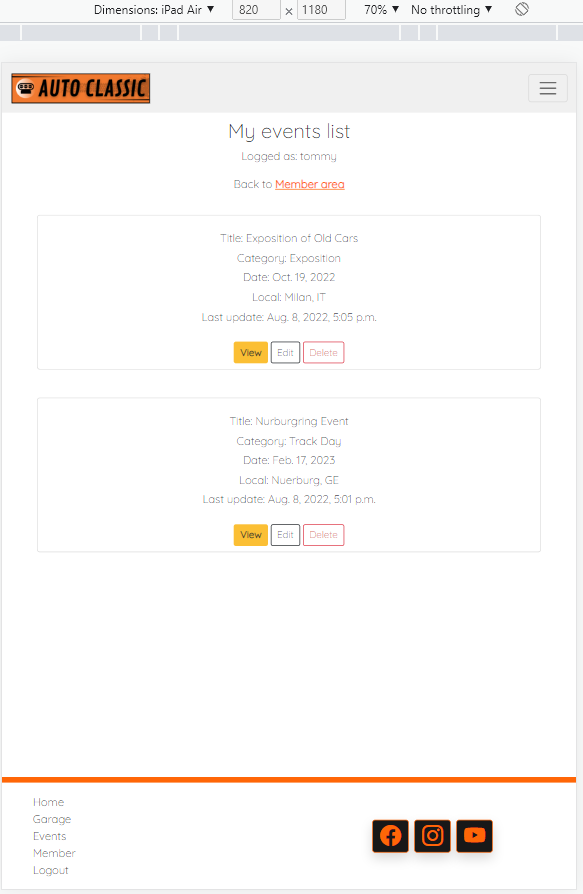 Dimensions: iPad Air ▼ 820 × 1180 70% ▼ No throttling ▼
AUTO CLASSIC
My events list
Logged as: tommy
Back to Member area
Title: Exposition of Old Cars
Category: Exposition
Date: Oct. 19, 2022
Local: Milan, IT
Last update: Aug. 8, 2022, 5:05 p.m.
View Edit Delete
Title: Nurburgring Event
Category: Track Day
Date: Feb. 17, 2023
Local: Nuerburg, GE
Last update: Aug. 8, 2022, 5:01 p.m.
View Edit Delete
Home
Garage
Events
Member
Logout